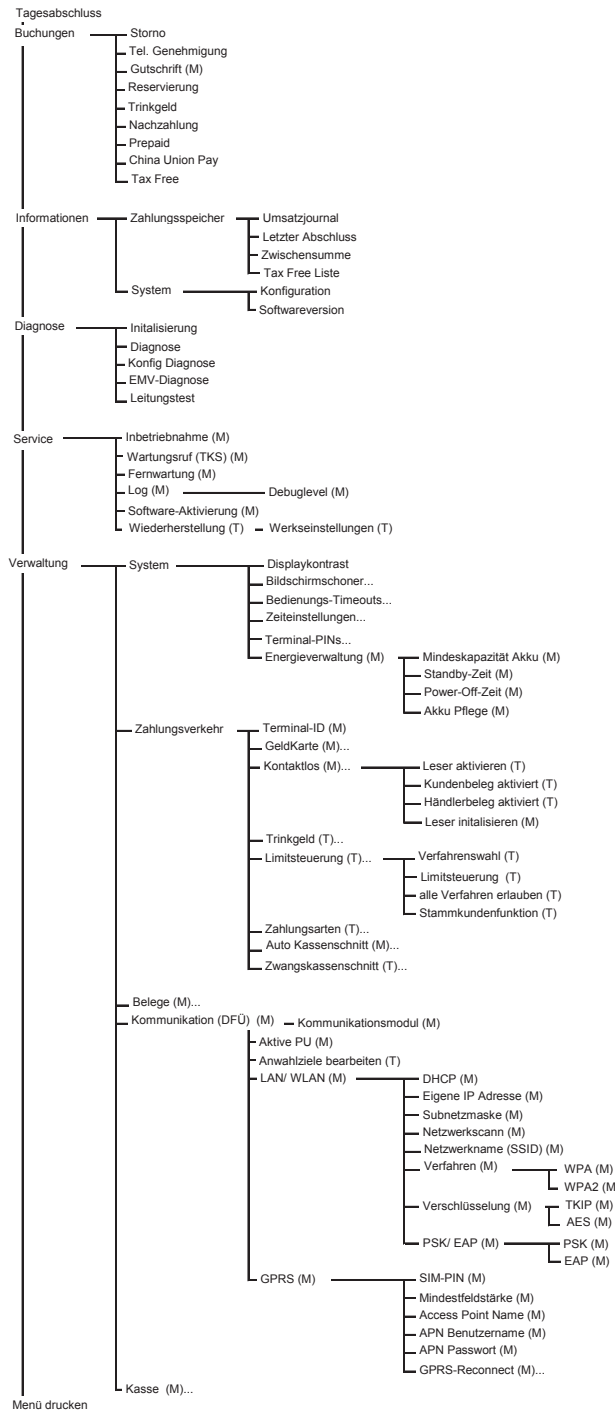 Tagesabschluss
Buchungen
Storno
Tel. Genehmigung
Gutschrift (M)
Reservierung
Trinkgeld
Nachzahlung
Prepaid
China Union Pay
Tax Free
Informationen
Zahlungsspeicher
Umsatzjournal
Letzter Abschluss
Zwischensumme
Tax Free Liste
System
Konfiguration
Softwareversion
Diagnose
Initalisierung
Diagnose
Konfig Diagnose
EMV-Diagnose
Leitungstest
Service
Inbetriebnahme (M)
Wartungsruf (TKS) (M)
Fernwartung (M)
Log (M)
Debuglevel (M)
Software-Aktivierung (M)
Wiederherstellung (T)
Werkseinstellungen (T)
Verwaltung
System
Displaykontrast
Bildschirmschoner...
Bedienungs-Timeouts...
Zeiteinstellungen...
Terminal-PINs...
Energieverwaltung (M)
Mindeskapazität Akku (M)
Standby-Zeit (M)
Power-Off-Zeit (M)
Akku Pflege (M)
Zahlungsverkehr
Terminal-ID (M)
GeldKarte (M)...
Kontaktlos (M)...
Leser aktivieren (T)
Kundenbeleg aktiviert (T)
Händlerbeleg aktiviert (T)
Leser initalisieren (M)
Trinkgeld (T)...
Limitsteuerung (T)...
Verfahrenswahl (T)
Limitsteuerung (T)
alle Verfahren erlauben (T)
Stammkundenfunktion (T)
Zahlungsarten (T)...
Auto Kassenschnitt (M)...
Zwangskassenschnitt (T)...
Belege (M)...
Kommunikation (DFÜ) (M)
Kommunikationsmodul (M)
Aktive PU (M)
Anwahlziele bearbeiten (T)
LAN/ WLAN (M)
DHCP (M)
Eigene IP Adresse (M)
Subnetzmaske (M)
Netzwerkscann (M)
Netzwerkname (SSID) (M)
Verfahren (M)
WPA (M)
WPA2 (M
Verschlüsselung (M)
TKIP (M)
AES (M)
PSK/ EAP (M)
PSK (M)
EAP (M)
GPRS (M)
SIM-PIN (M)
Mindestfeldstärke (M)
Access Point Name (M)
APN Benutzername (M)
APN Passwort (M)
GPRS-Reconnect (M)...
Kasse (M)...
Menü drucken